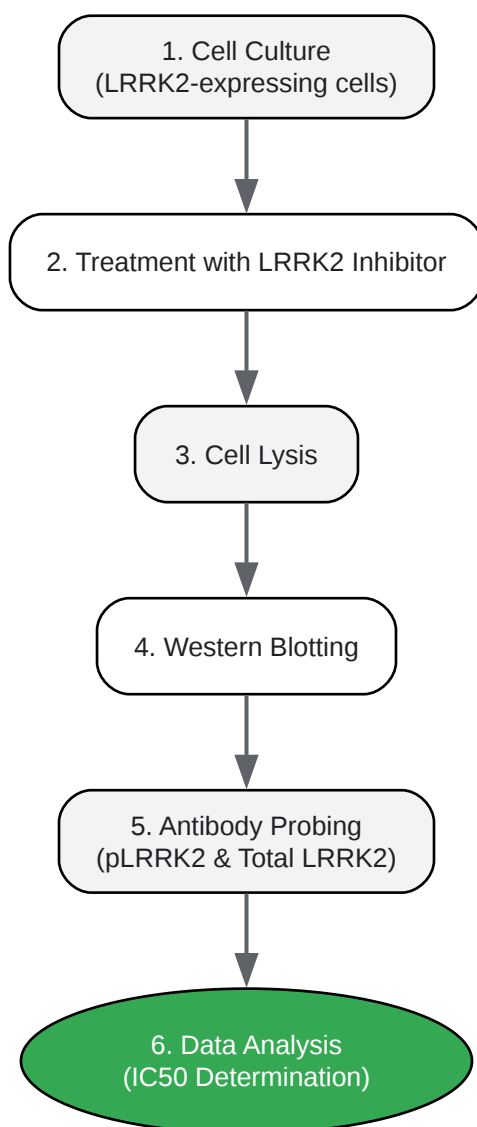 1. Cell Culture
(LRRK2-expressing cells)
2. Treatment with LRRK2 Inhibitor
3. Cell Lysis
4. Western Blotting
5. Antibody Probing
(pLRRK2 & Total LRRK2)
6. Data Analysis
(IC50 Determination)